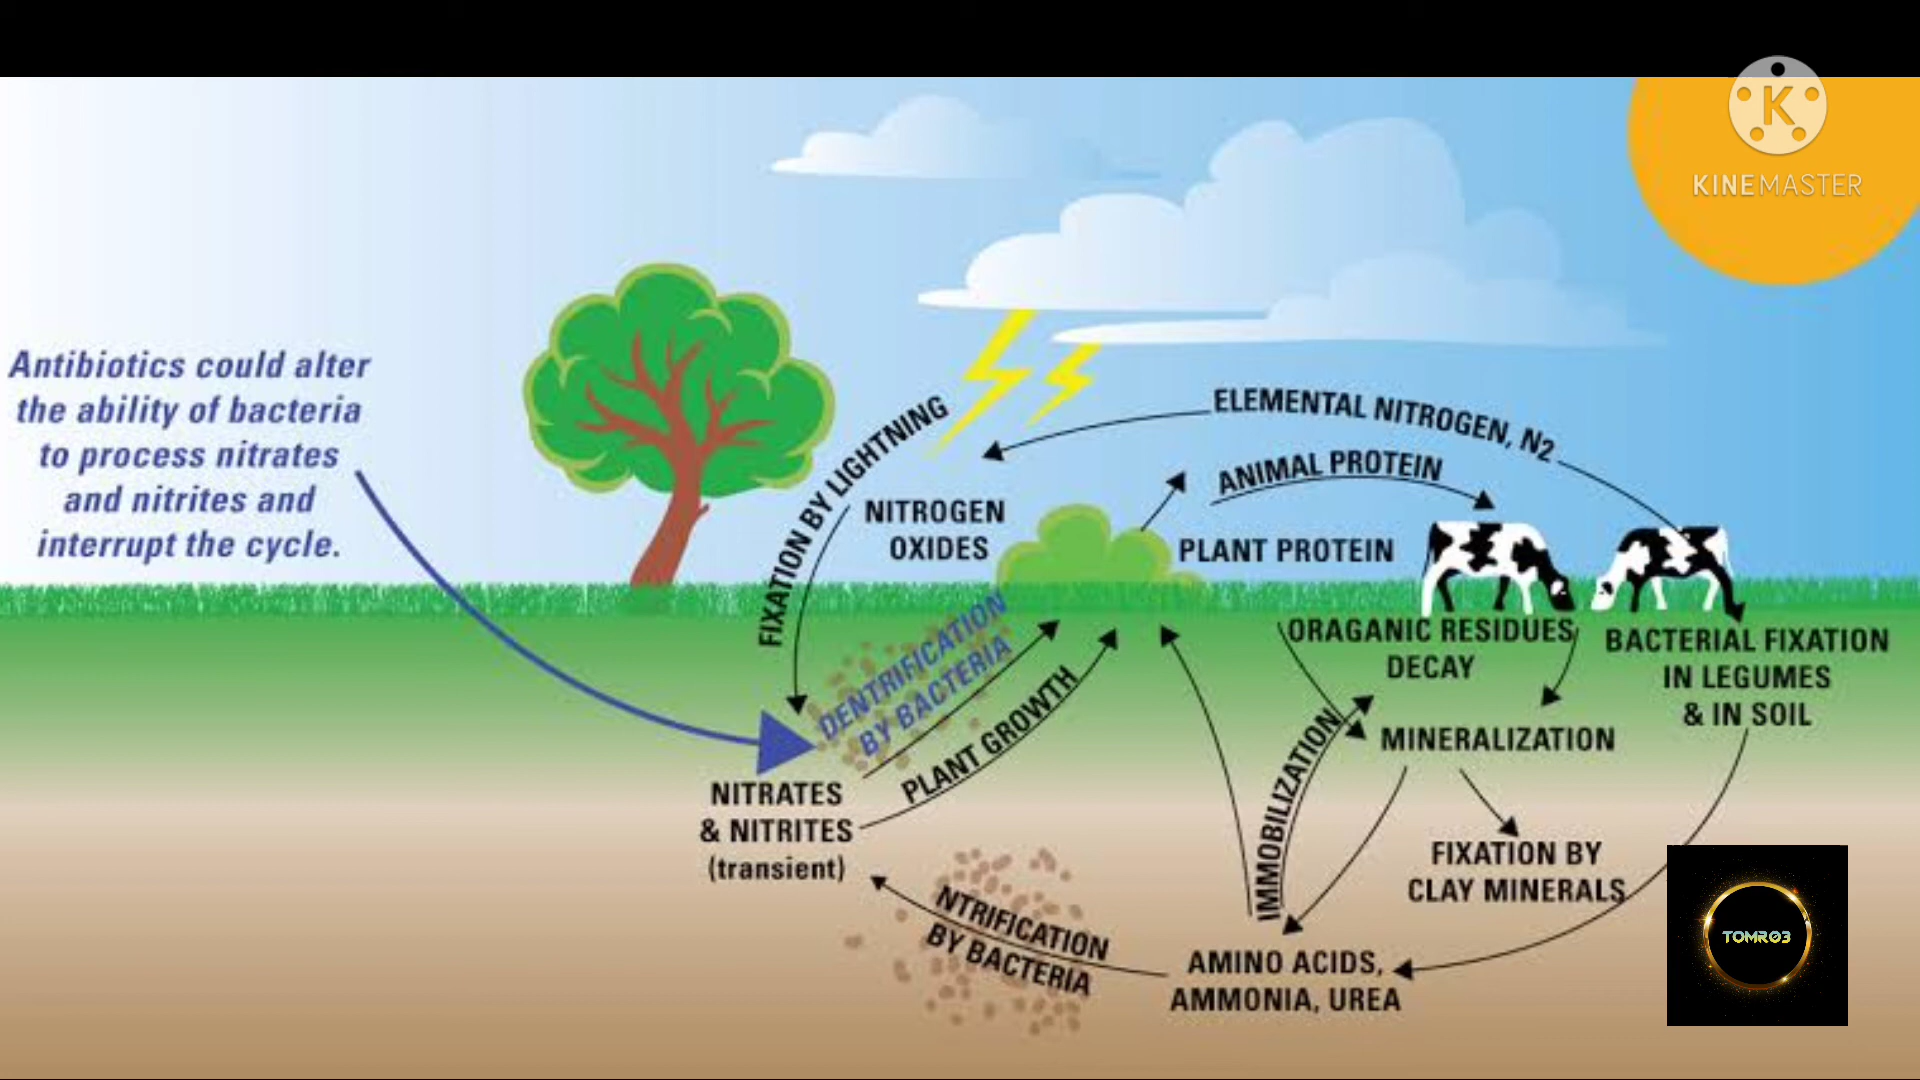 KINEMASTER
Antibiotics could alter
the ability of bacteria
to process nitrates
and nitrites and
interrupt the cycle.
FIXATION BY LIGHTNING
NITROGEN
OXIDES
ELEMENTAL NITROGEN, N2
ANIMAL PROTEIN
PLANT PROTEIN
ORAGANIC RESIDUES
DECAY
BACTERIAL FIXATION
IN LEGUMES
& IN SOIL
DENTRIFICATION
BY BACTERIA
PLANT GROWTH
NITRATES
& NITRITES
(transient)
IMMOBILIZATION
MINERALIZATION
FIXATION BY
CLAY MINERALS
NTRIFICATION
BY BACTERIA
AMINO ACIDS,
AMMONIA, UREA
TOMR03